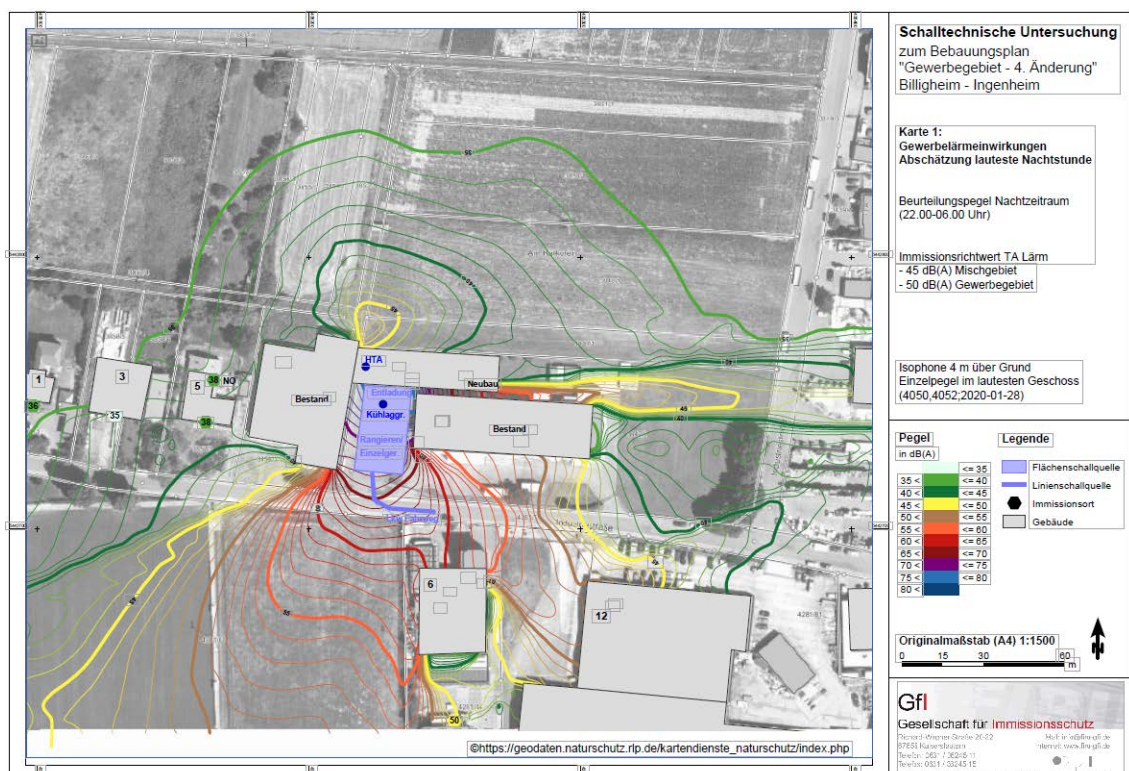 Schalltechnische Untersuchung
zum Bebauungsplan
"Gewerbegebiet - 4. Änderung"
Billigheim - Ingenheim
Karte 1:
Gewerbelärmeinwirkungen
Abschätzung lauteste Nachtstunde
Beurteilungspegel Nachtzeitraum
(22.00-06.00 Uhr)
Immissionsrichtwert TA Lärm
- 45 dB(A) Mischgebiet
- 50 dB(A) Gewerbegebiet
Isophone 4 m über Grund
Einzelpegel im lautesten Geschoss
(4050,4052;2020-01-28)
Pegel
in dB(A)
<= 35
35 < <= 40
40 < <= 45
45 < <= 50
50 < <= 55
55 < <= 60
60 < <= 65
65 < <= 70
70 < <= 75
75 < <= 80
80 <
Legende
Flächenschallquelle
Linienschallquelle
Immissionsort
Gebäude
Originalmaßstab (A4) 1:1500
0 15 30 60
m
N
GfI
Gesellschaft für Immissionsschutz
HTA
Neubau
Entladung
Kühlaggr.
Bestand
Bestand
Rangieren/
Einzelger.
1
3
5
NO
38
38
36
35
35
45
45
40
6
12
50
©https://geodaten.naturschutz.rlp.de/kartendienste_naturschutz/index.php